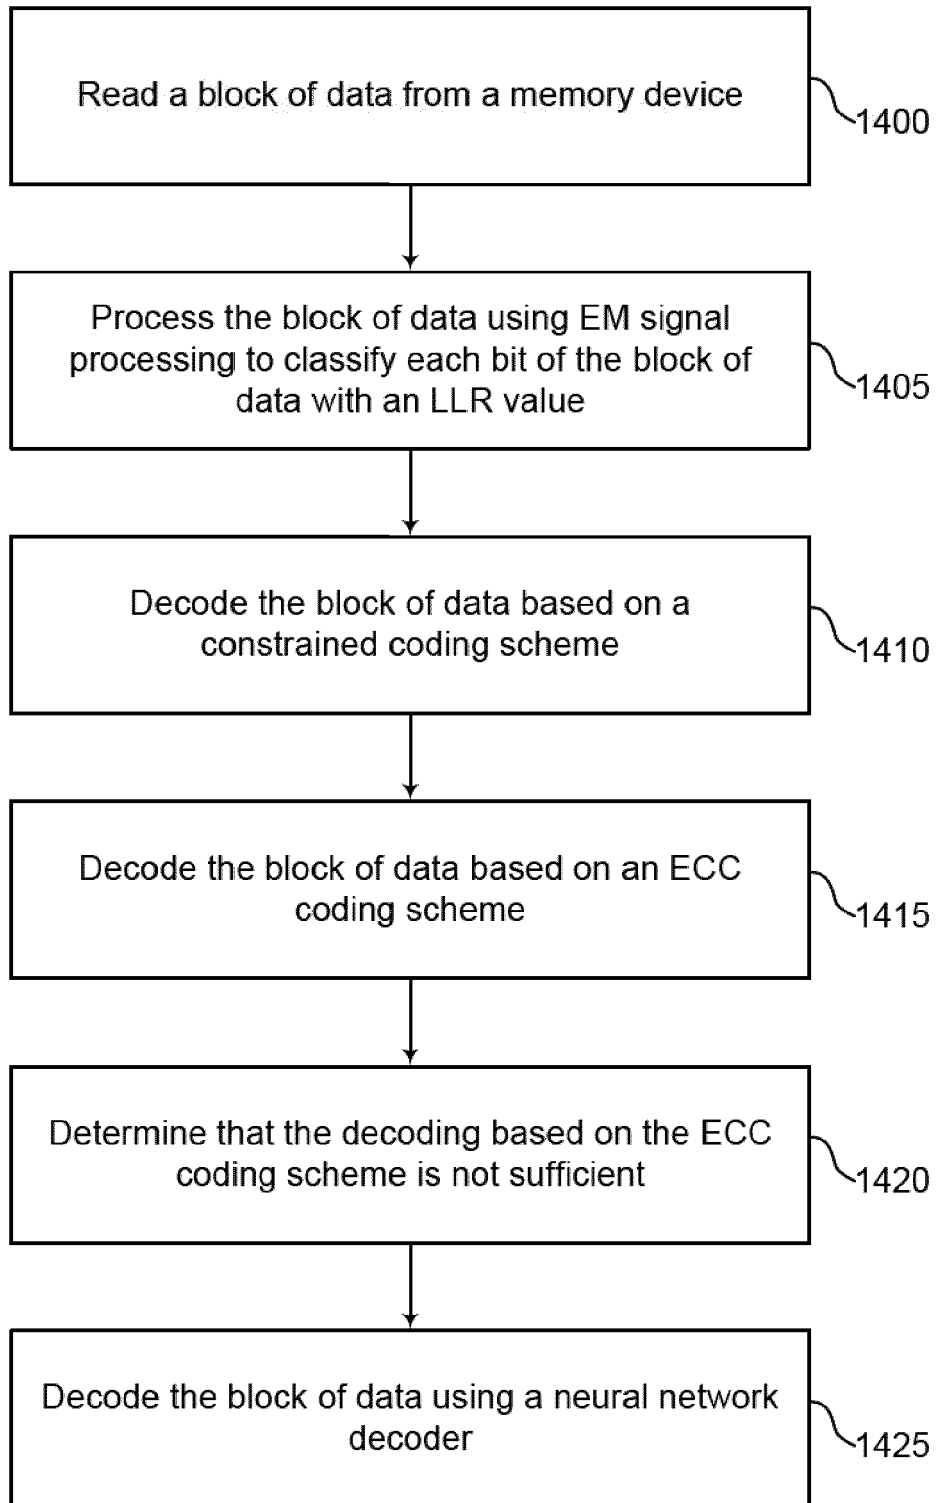 Read a block of data from a memory device
1400
Process the block of data using EM signal
processing to classify each bit of the block of
data with an LLR value
1405
Decode the block of data based on a
constrained coding scheme
1410
Decode the block of data based on an ECC
coding scheme
1415
Determine that the decoding based on the ECC
coding scheme is not sufficient
1420
Decode the block of data using a neural network
decoder
1425